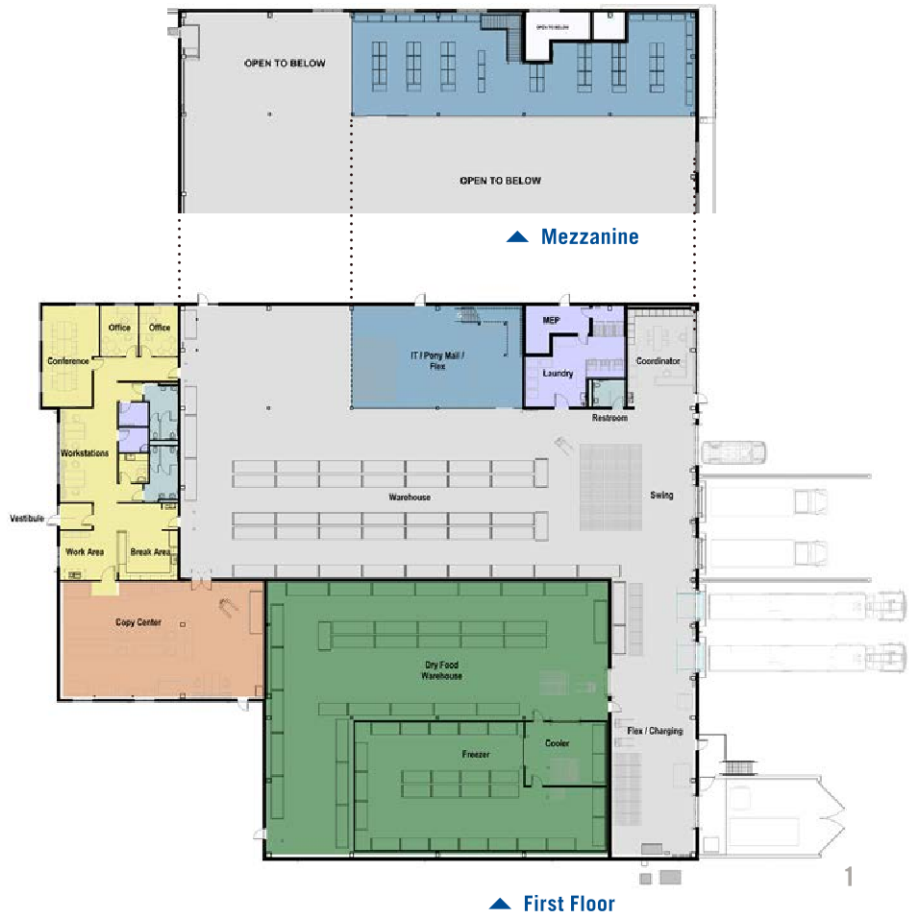 OPEN TO BELOW
OPEN TO BELOW
OPEN TO BELOW
▲ Mezzanine
Office
Office
Conference
MEP
IT / Pony Mail /
Flex
Coordinator
Laundry
Restroom
Workstations
Warehouse
Swing
Vestibule
Work Area
Break Area
Copy Center
Dry Food
Warehouse
Flex / Charging
Cooler
Freezer
1
▲ First Floor